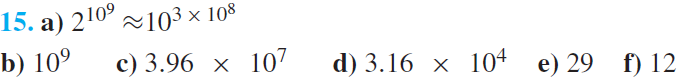 15. a) 2^10^9 ≈10^3 × 10^8
b) 10^9 c) 3.96 × 10^7 d) 3.16 × 10^4 e) 29 f) 12